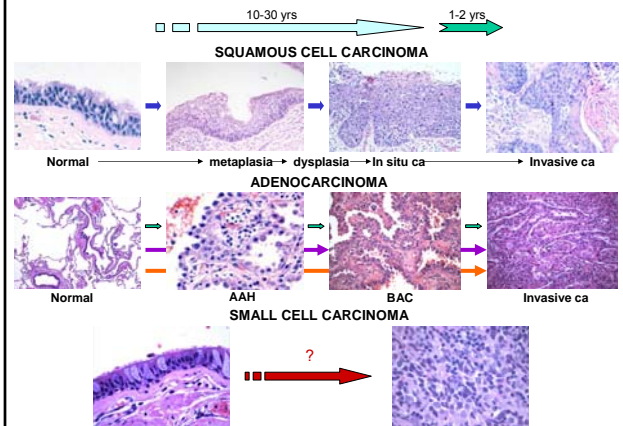 10-30 yrs 1-2 yrs
SQUAMOUS CELL CARCINOMA
Normal metaplasia dysplasia In situ ca Invasive ca
ADENOCARCINOMA
Normal AAH BAC Invasive ca
SMALL CELL CARCINOMA
?